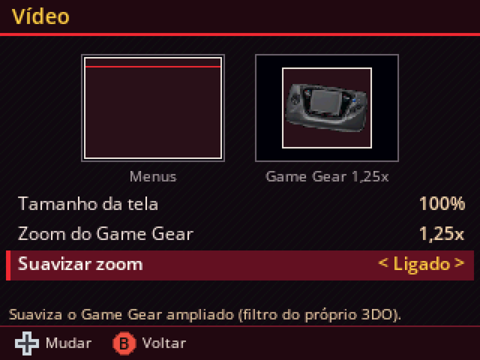 Vídeo
Menus
Game Gear 1,25x
Tamanho da tela 100%
Zoom do Game Gear 1,25x
Suavizar zoom < Ligado >
Suaviza o Game Gear ampliado (filtro do próprio 3DO).
Mudar B Voltar